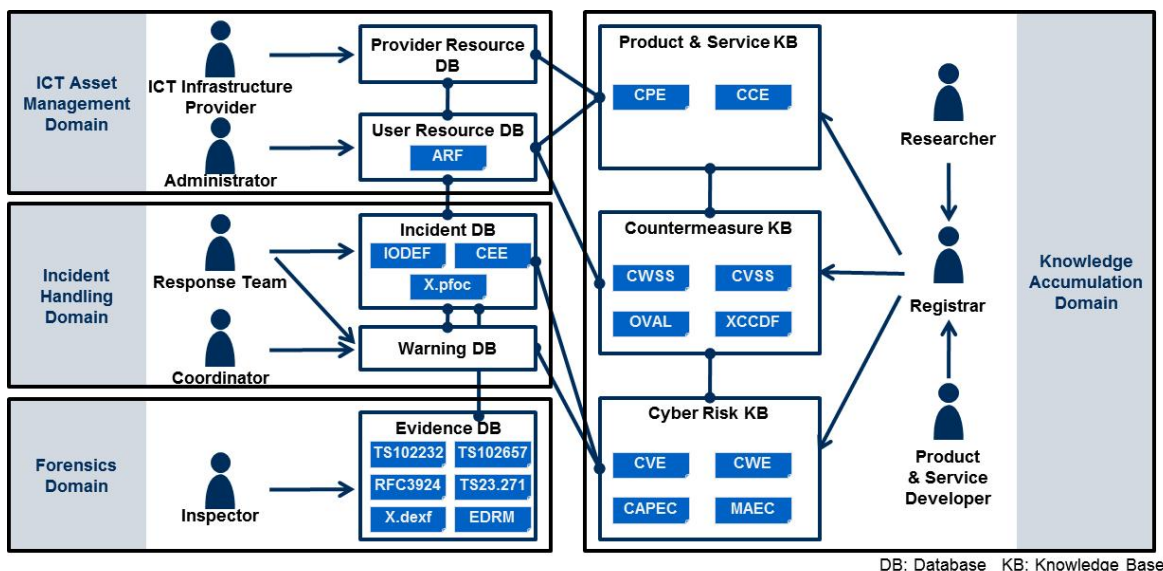 ICT Asset
Management
Domain
ICT Infrastructure
Provider
Administrator
Provider Resource
DB
User Resource DB
ARF
Incident
Handling
Domain
Response Team
Coordinator
Incident DB
IODEF
CEE
X.pfoc
Warning DB
Forensics
Domain
Inspector
Evidence DB
TS102232
TS102657
RFC3924
TS23.271
X.dexf
EDRM
Product & Service KB
CPE
CCE
Countermeasure KB
CWSS
CVSS
OVAL
XCCDF
Cyber Risk KB
CVE
CWE
CAPEC
MAEC
Researcher
Registrar
Product
& Service
Developer
Knowledge
Accumulation
Domain
DB: Database KB: Knowledge Base